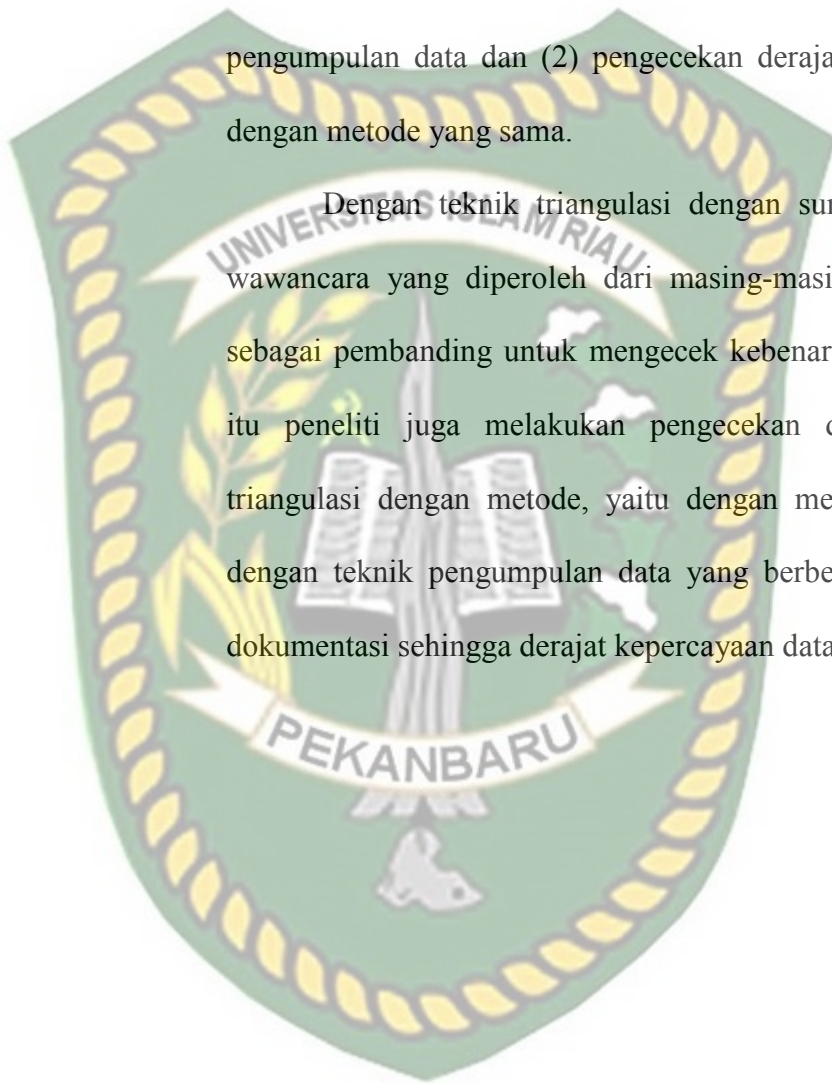 pengumpulan data dan (2) pengecekan deraja
dengan metode yang sama.
Dengan teknik triangulasi dengan sur
UNIVERSITAS ISLAM RIAU
wawancara yang diperoleh dari masing-masi
sebagai pembanding untuk mengecek kebenar
itu peneliti juga melakukan pengecekan d
triangulasi dengan metode, yaitu dengan me
dengan teknik pengumpulan data yang berbe
dokumentasi sehingga derajat kepercayaan data
PEKANBARU